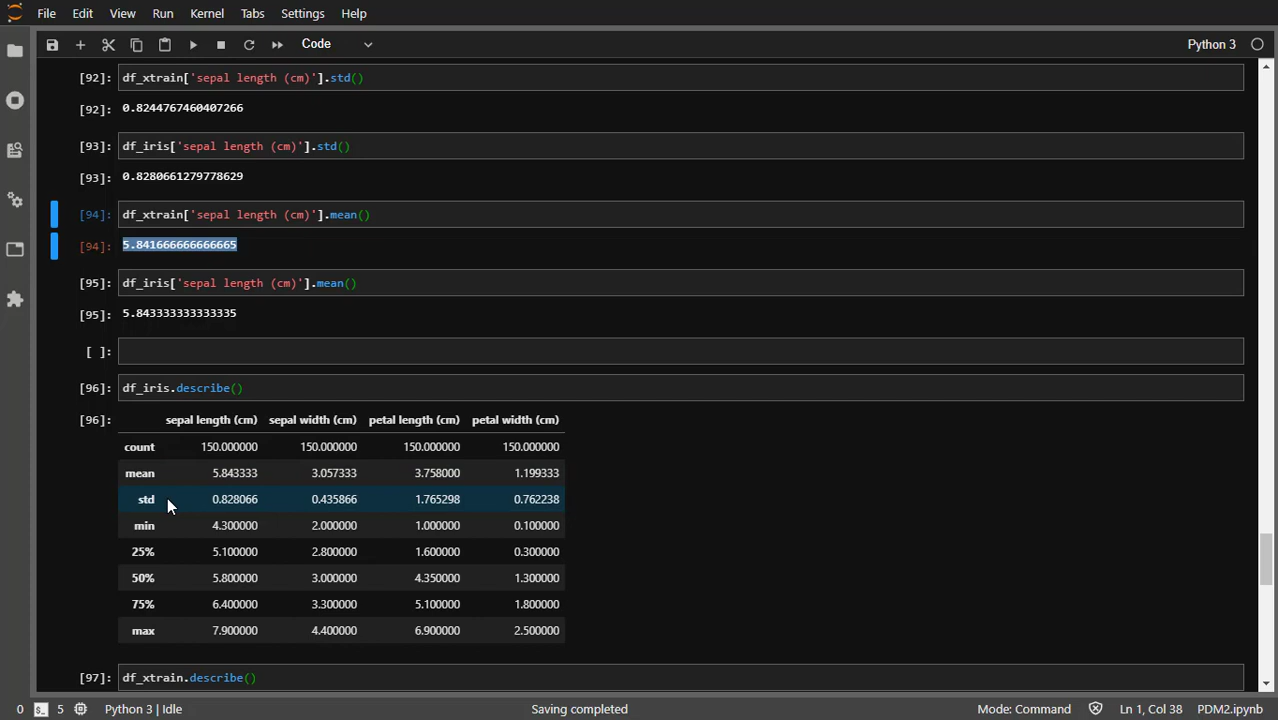 File Edit View Run Kernel Tabs Settings Help
Code Python 3
[92]: df_xtrain['sepal length (cm)'].std()
[92]: 0.8244767460407266
[93]: df_iris['sepal length (cm)'].std()
[93]: 0.8280661279778629
[94]: df_xtrain['sepal length (cm)'].mean()
[94]: 5.841666666666665
[95]: df_iris['sepal length (cm)'].mean()
[95]: 5.843333333333335
[ ]:
[96]: df_iris.describe()
[96]: sepal length (cm) sepal width (cm) petal length (cm) petal width (cm)
count 150.000000 150.000000 150.000000 150.000000
mean 5.843333 3.057333 3.758000 1.199333
std 0.828066 0.435866 1.765298 0.762238
min 4.300000 2.000000 1.000000 0.100000
25% 5.100000 2.800000 1.600000 0.300000
50% 5.800000 3.000000 4.350000 1.300000
75% 6.400000 3.300000 5.100000 1.800000
max 7.900000 4.400000 6.900000 2.500000
[97]: df_xtrain.describe()
0 5 Python 3 | Idle Saving completed Mode: Command Ln 1, Col 38 PDM2.ipynb